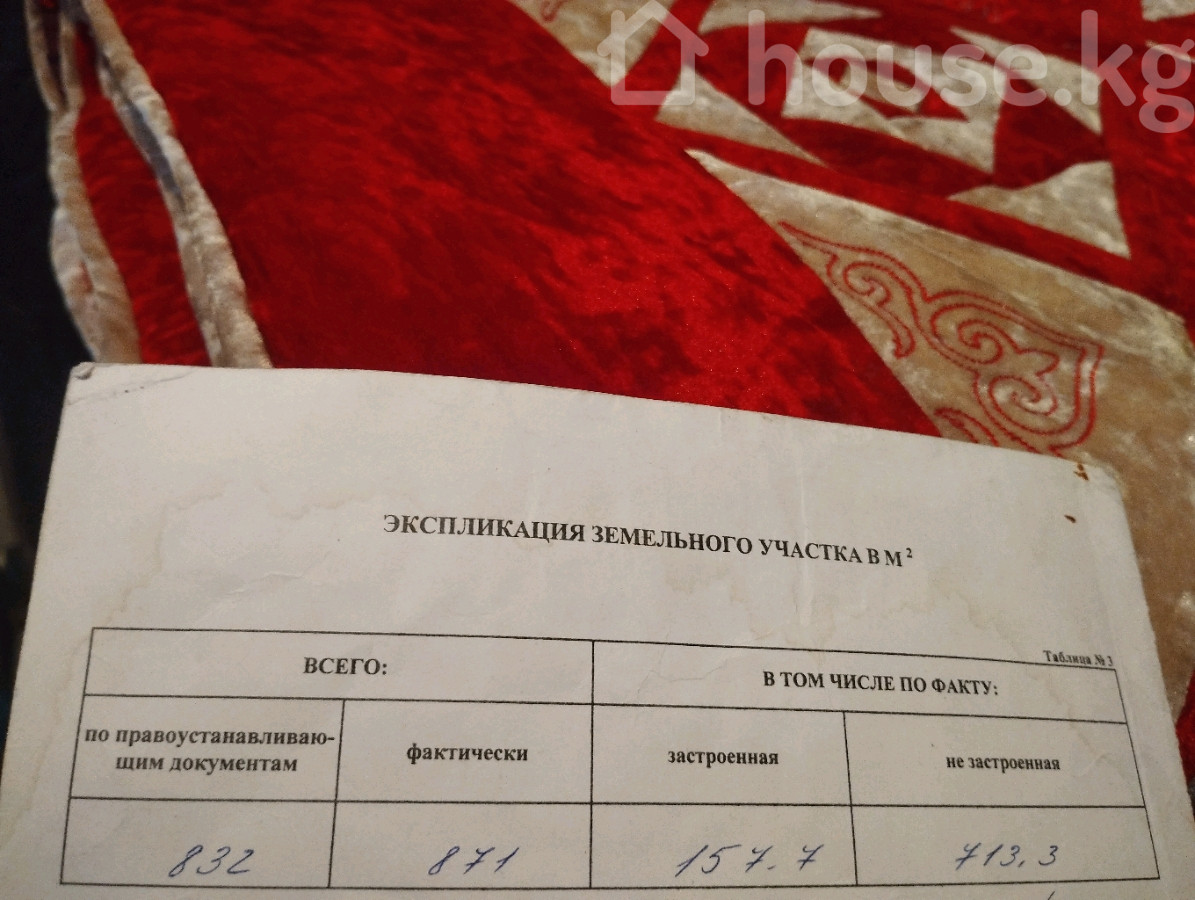 house.kg
ЭКСПЛИКАЦИЯ ЗЕМЕЛЬНОГО УЧАСТКА В М²
Таблица № 3
ВСЕГО:
В ТОМ ЧИСЛЕ ПО ФАКТУ:
по правоустанавливаю-
щим документам
фактически
застроенная
не застроенная
832
871
157.7
713.3